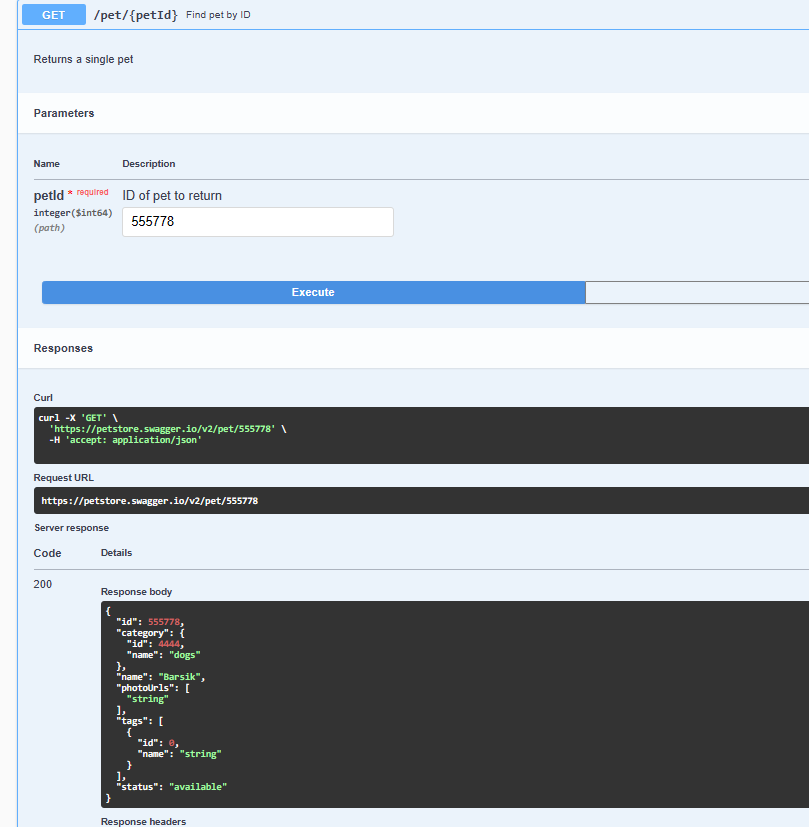 GET /pet/{petId} Find pet by ID
Returns a single pet
Parameters
Name Description
petId * required ID of pet to return
integer($int64)
(path)
555778
Execute
Responses
Curl
curl -X 'GET' \
  'https://petstore.swagger.io/v2/pet/555778' \
  -H 'accept: application/json'
Request URL
https://petstore.swagger.io/v2/pet/555778
Server response
Code Details
200
Response body
{
  "id": 555778,
  "category": {
    "id": 4444,
    "name": "dogs"
  },
  "name": "Barsik",
  "photoUrls": [
    "string"
  ],
  "tags": [
    {
      "id": 0,
      "name": "string"
    }
  ],
  "status": "available"
}
Response headers